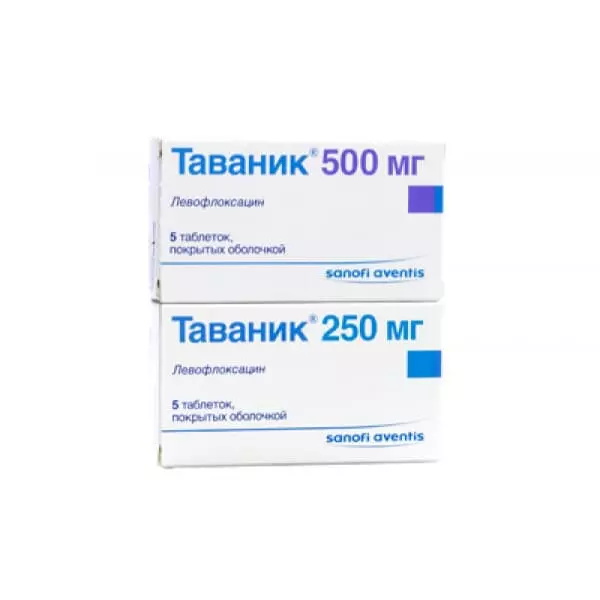 Таваник® 500 мг
Левофлоксацин
5 таблеток,
покрытых оболочкой
sanofi aventis
Таваник® 250 мг
Левофлоксацин
5 таблеток,
покрытых оболочкой
sanofi aventis